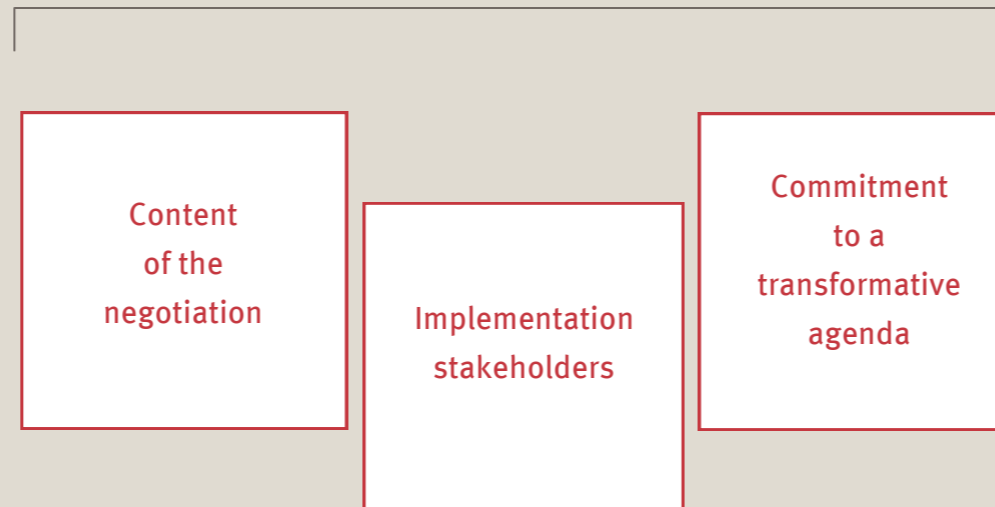 Content
of the
negotiation
Implementation
stakeholders
Commitment
to a
transformative
agenda